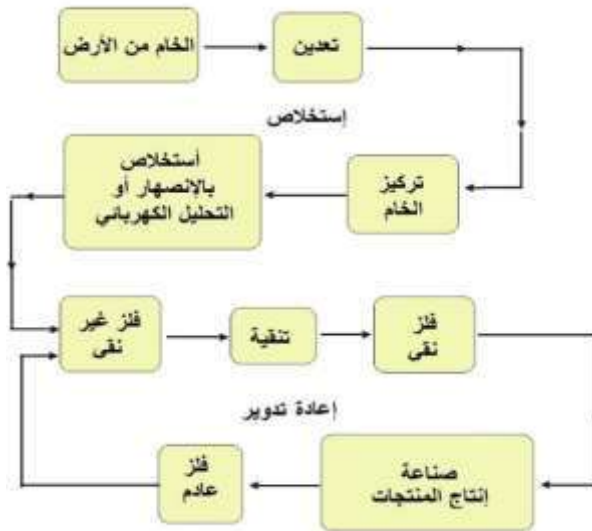 الخام من الأرض
تعدين
إستخلاص
أستخلاص
بالإنصهار أو
التحليل الكهربائي
تركيز
الخام
فلز غير
نقى
تنقية
فلز
نقى
إعادة تدوير
فلز
عادم
صناعة
إنتاج المنتجات